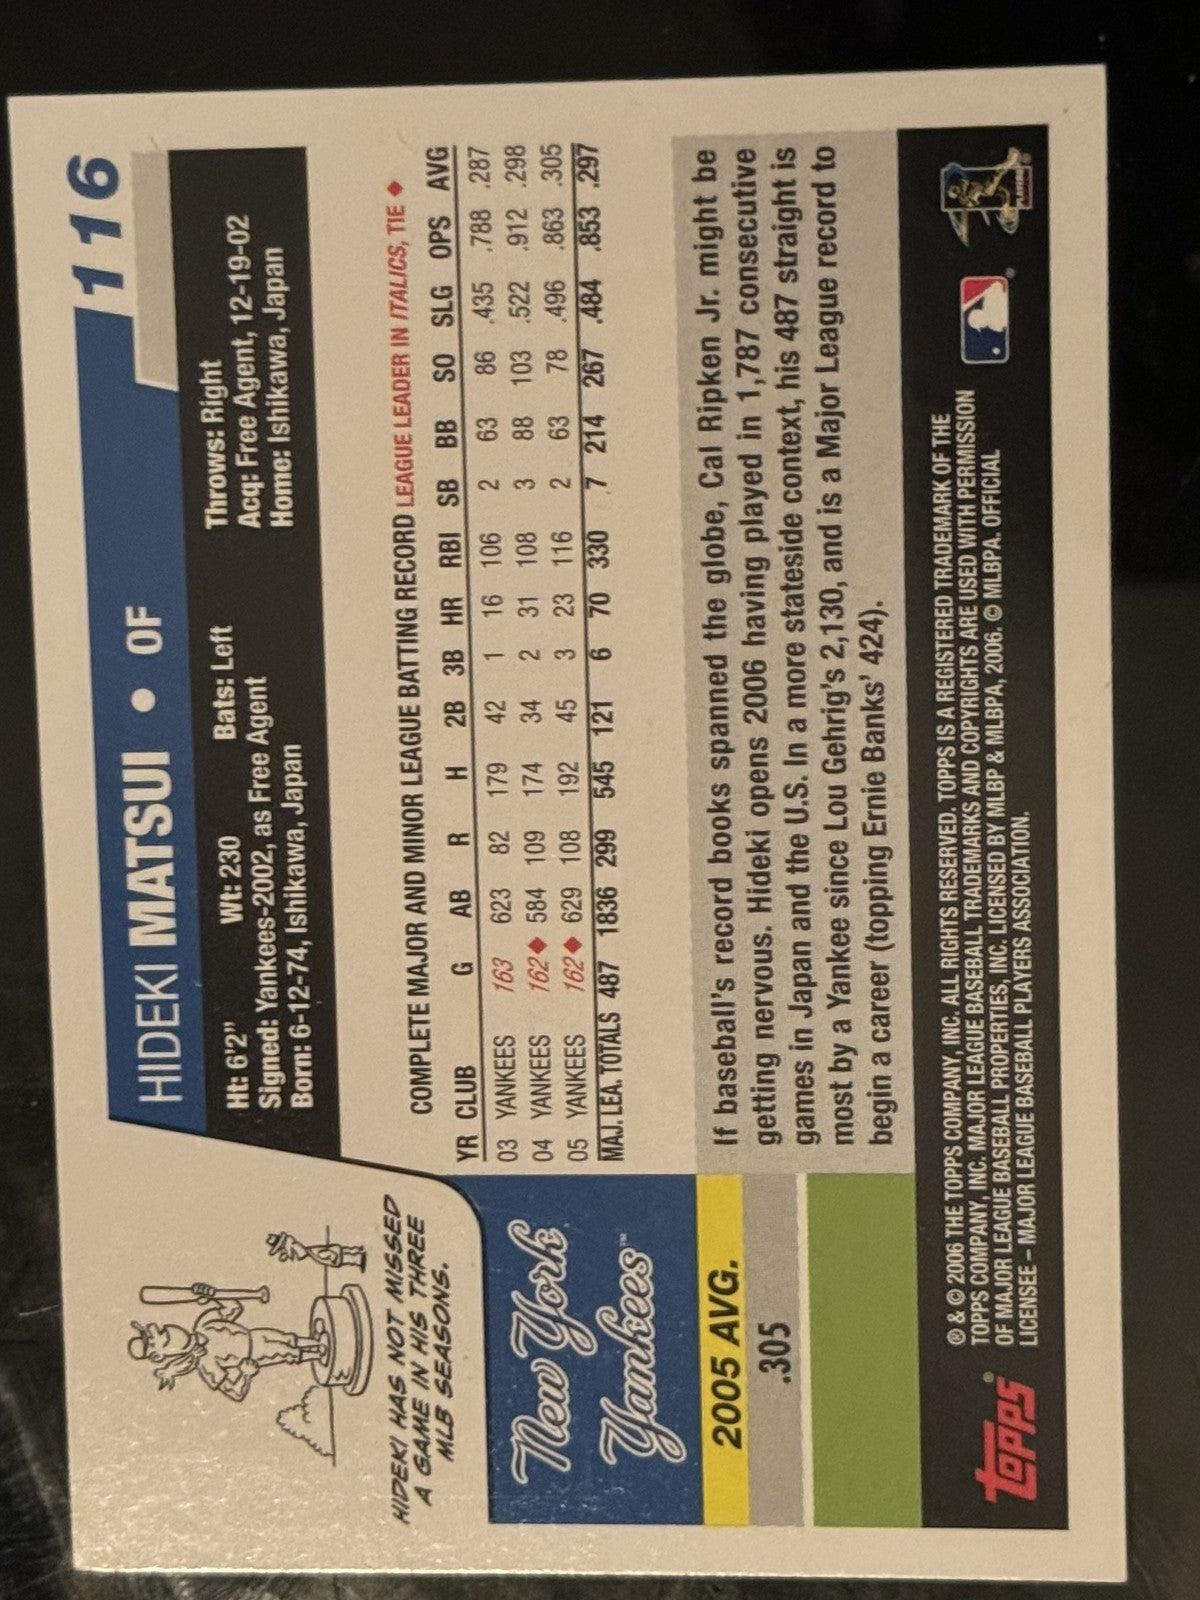 116
HIDEKI MATSUI • OF
Ht: 6'2" Wt: 230 Bats: Left Throws: Right
Signed: Yankees-2002, as Free Agent Acq: Free Agent, 12-19-02
Born: 6-12-74, Ishikawa, Japan Home: Ishikawa, Japan
HIDEKI HAS NOT MISSED
A GAME IN HIS THREE
MLB SEASONS.
COMPLETE MAJOR AND MINOR LEAGUE BATTING RECORD LEAGUE LEADER IN ITALICS, TIE ♦
YR CLUB G AB R H 2B 3B HR RBI SB BB SO SLG OPS AVG
03 YANKEES 163 623 82 179 42 1 16 106 2 63 86 .435 .788 .287
04 YANKEES 162♦ 584 109 174 34 2 31 108 3 88 103 .522 .912 .298
05 YANKEES 162♦ 629 108 192 45 3 23 116 2 63 78 .496 .863 .305
MAJ. LEA. TOTALS 487 1836 299 545 121 6 70 330 7 214 267 .484 .853 .297
New York
Yankees™
2005 AVG.
.305
If baseball's record books spanned the globe, Cal Ripken Jr. might be
getting nervous. Hideki opens 2006 having played in 1,787 consecutive
games in Japan and the U.S. In a more stateside context, his 487 straight is
most by a Yankee since Lou Gehrig's 2,130, and is a Major League record to
begin a career (topping Ernie Banks' 424).
topps®
® & © 2006 THE TOPPS COMPANY, INC. ALL RIGHTS RESERVED. TOPPS IS A REGISTERED TRADEMARK OF THE
TOPPS COMPANY, INC. MAJOR LEAGUE BASEBALL TRADEMARKS AND COPYRIGHTS ARE USED WITH PERMISSION
OF MAJOR LEAGUE BASEBALL PROPERTIES, INC. LICENSED BY MLBP & MLBPA, 2006. © MLBPA. OFFICIAL
LICENSEE – MAJOR LEAGUE BASEBALL PLAYERS ASSOCIATION.